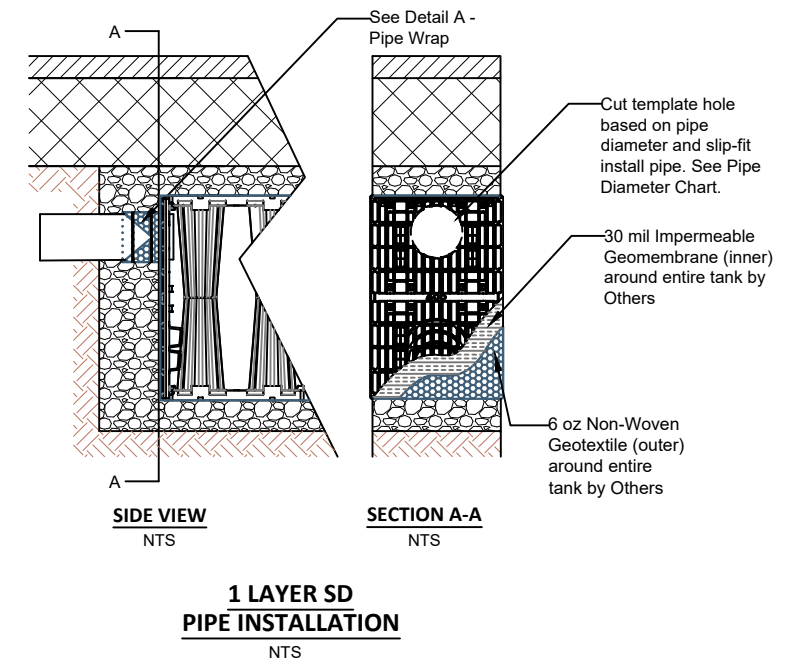 A
See Detail A -
Pipe Wrap
Cut template hole
based on pipe
diameter and slip-fit
install pipe. See Pipe
Diameter Chart.
30 mil Impermeable
Geomembrane (inner)
around entire tank by
Others
6 oz Non-Woven
Geotextile (outer)
around entire
tank by Others
A
SIDE VIEW
NTS
SECTION A-A
NTS
1 LAYER SD
PIPE INSTALLATION
NTS